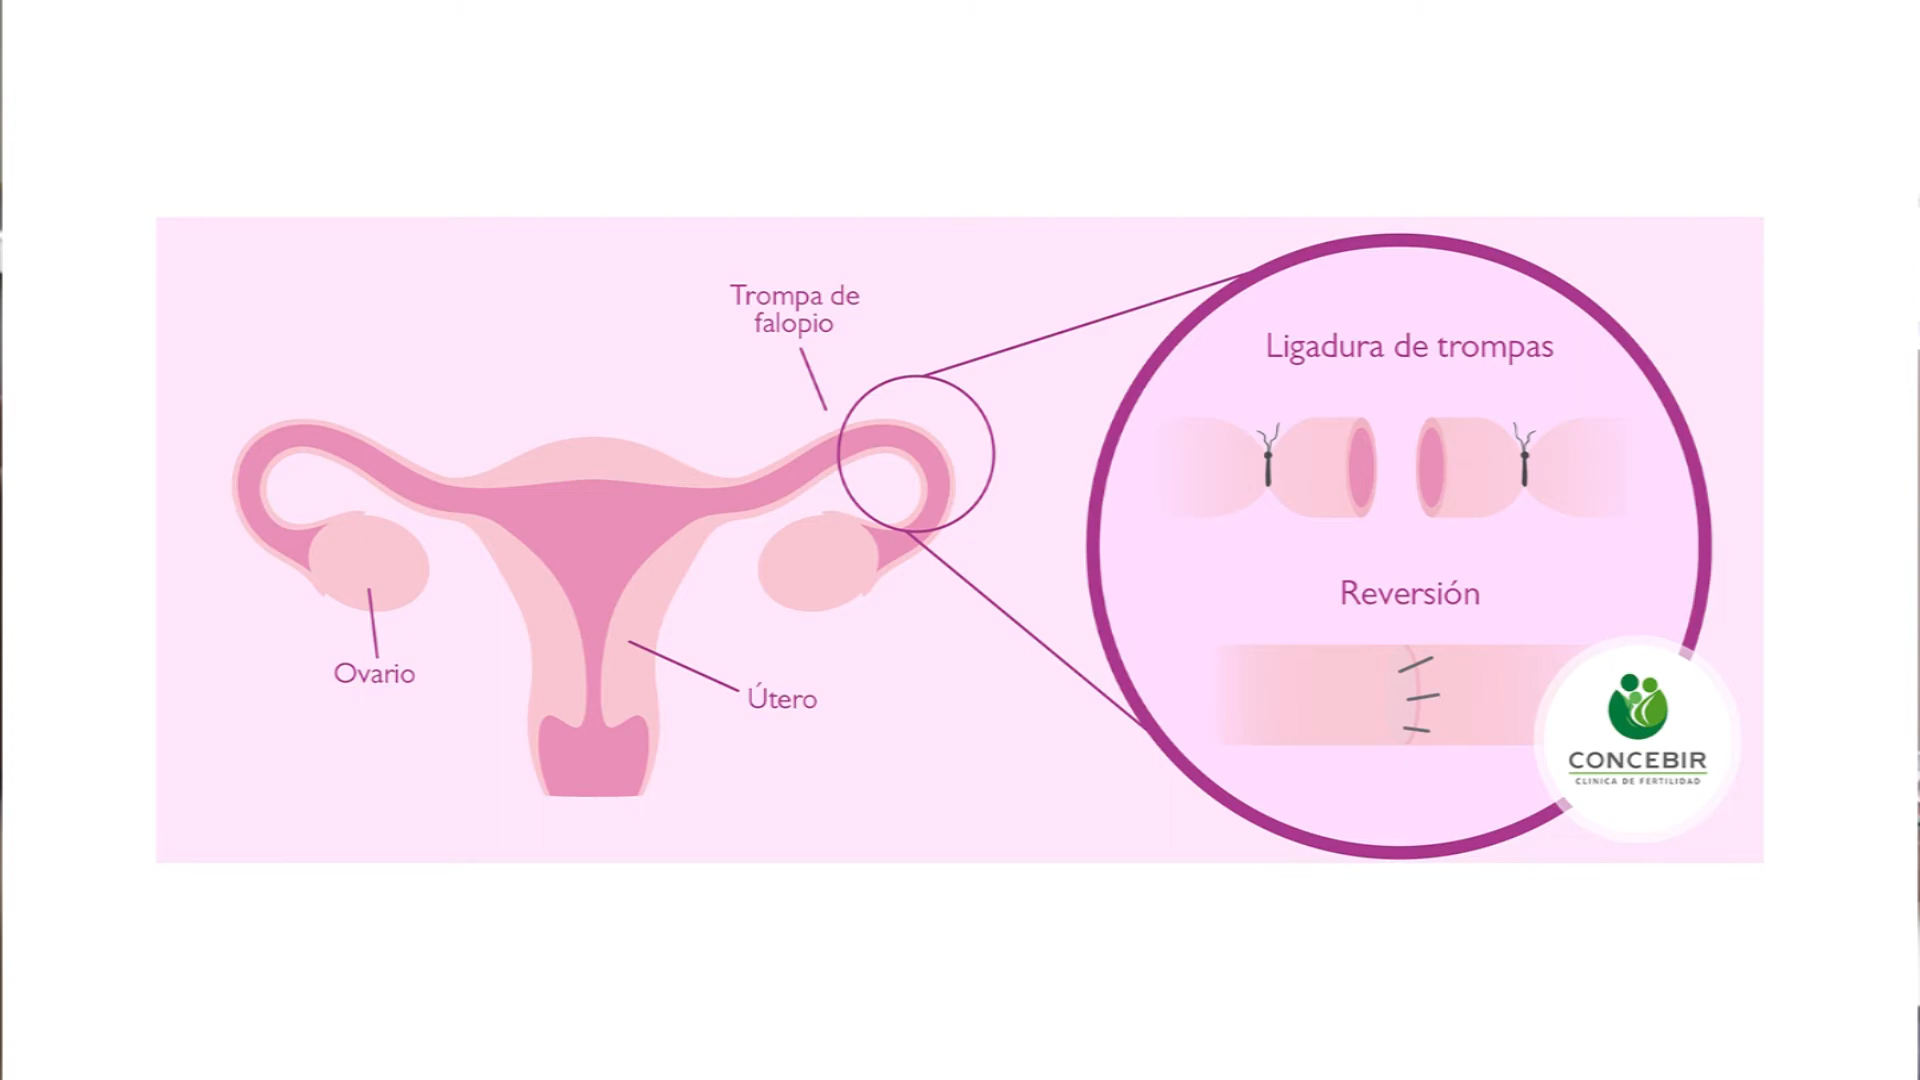 Trompa de
falopio
Ligadura de trompas
Reversión
Ovario
Útero
CONCEBIR
CLINICA DE FERTILIDAD